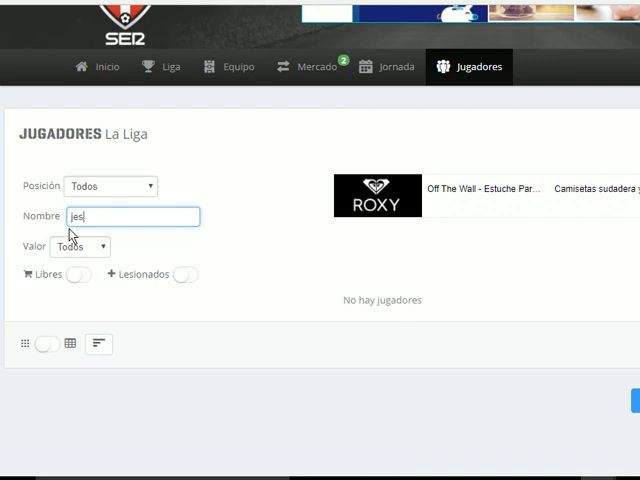 SER
Inicio Liga Equipo Mercado 2 Jornada Jugadores
JUGADORES La Liga
Posición Todos
ROXY
Off The Wall - Estuche Par... Camisetas sudadera y
Nombre jes
Valor Todos
Libres Lesionados
No hay jugadores